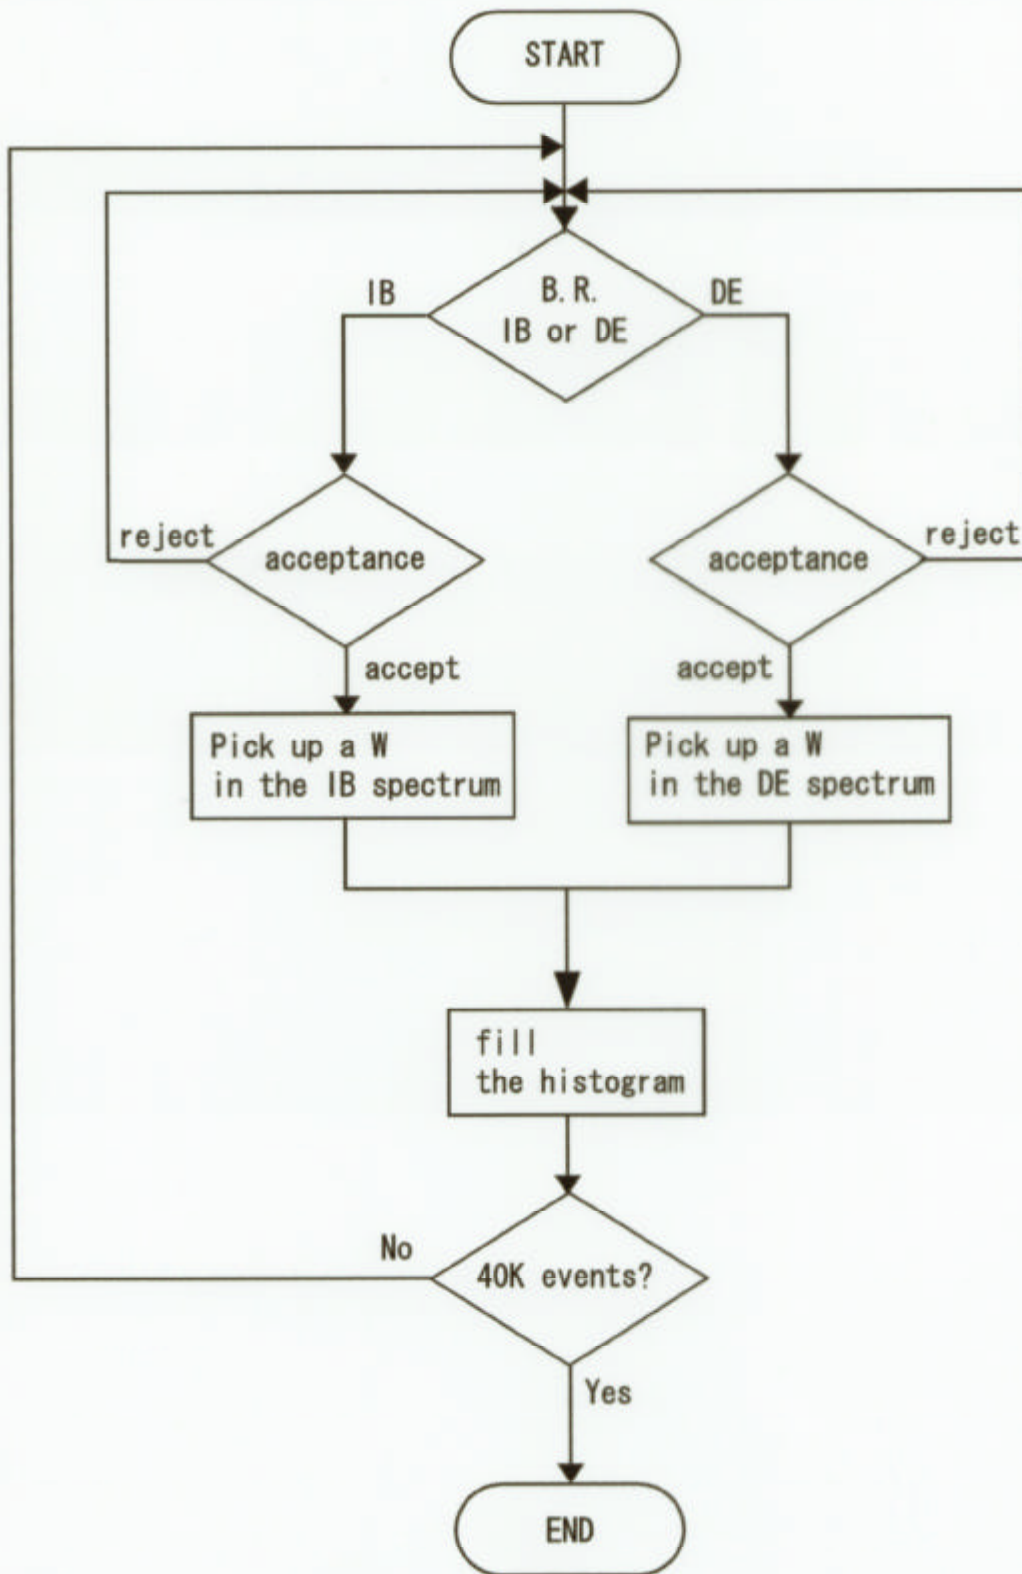 START
IB
B. R.
IB or DE
DE
reject
acceptance
acceptance
reject
accept
accept
Pick up a W
in the IB spectrum
Pick up a W
in the DE spectrum
fill
the histogram
No
40K events?
Yes
END